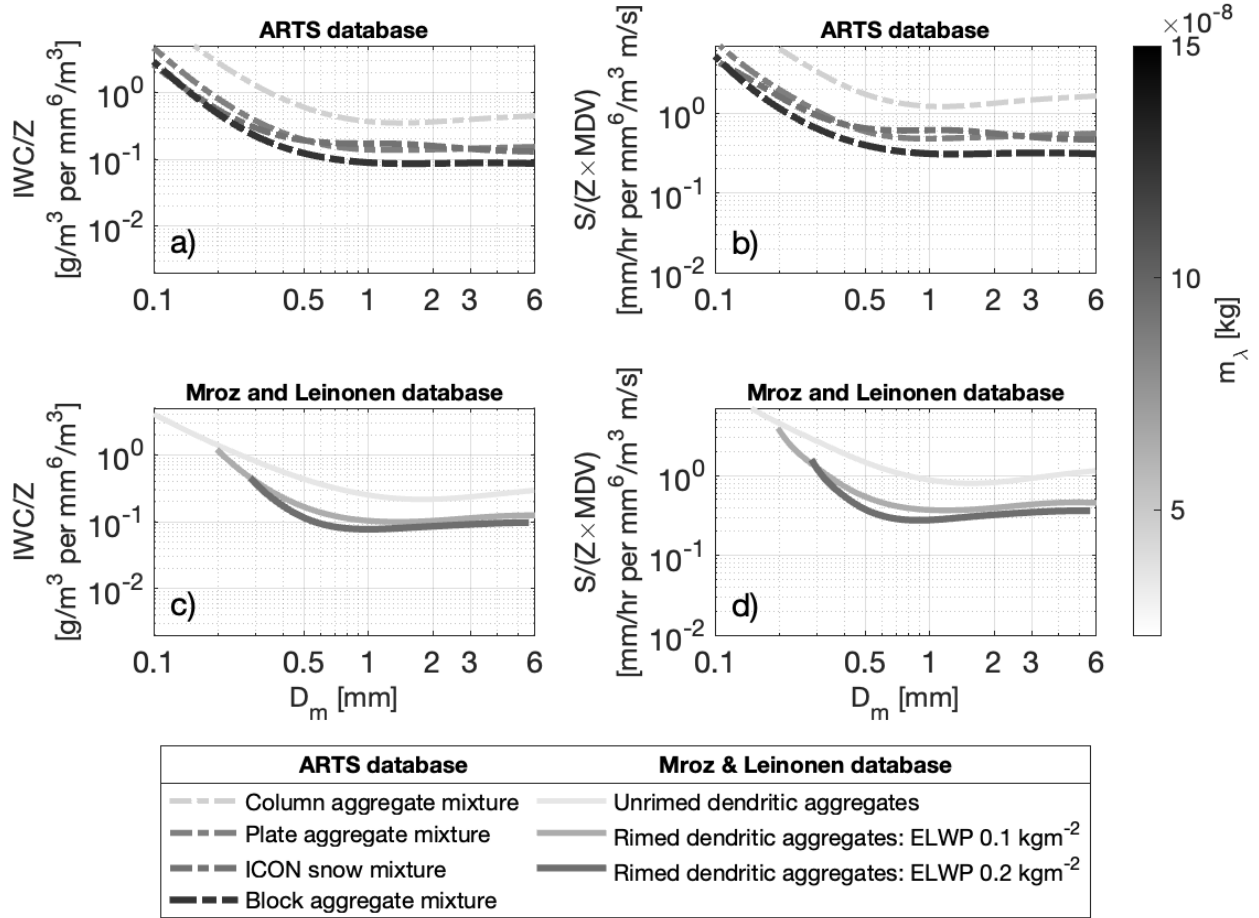 ARTS database
IWC/Z
[g/m³ per mm⁶/m³]
10⁰
10⁻¹
10⁻²
a)
0.1 0.5 1 2 3 6
ARTS database
S/(Z×MDV)
[mm/hr per mm⁶/m³ m/s]
10⁰
10⁻¹
10⁻²
b)
0.1 0.5 1 2 3 6
×10⁻⁸
15
10
5
m_λ [kg]
Mroz and Leinonen database
IWC/Z
[g/m³ per mm⁶/m³]
10⁰
10⁻¹
10⁻²
c)
0.1 0.5 1 2 3 6
D_m [mm]
Mroz and Leinonen database
S/(Z×MDV)
[mm/hr per mm⁶/m³ m/s]
10⁰
10⁻¹
10⁻²
d)
0.1 0.5 1 2 3 6
D_m [mm]
ARTS database Mroz & Leinonen database
Column aggregate mixture Unrimed dendritic aggregates
Plate aggregate mixture Rimed dendritic aggregates: ELWP 0.1 kgm⁻²
ICON snow mixture Rimed dendritic aggregates: ELWP 0.2 kgm⁻²
Block aggregate mixture